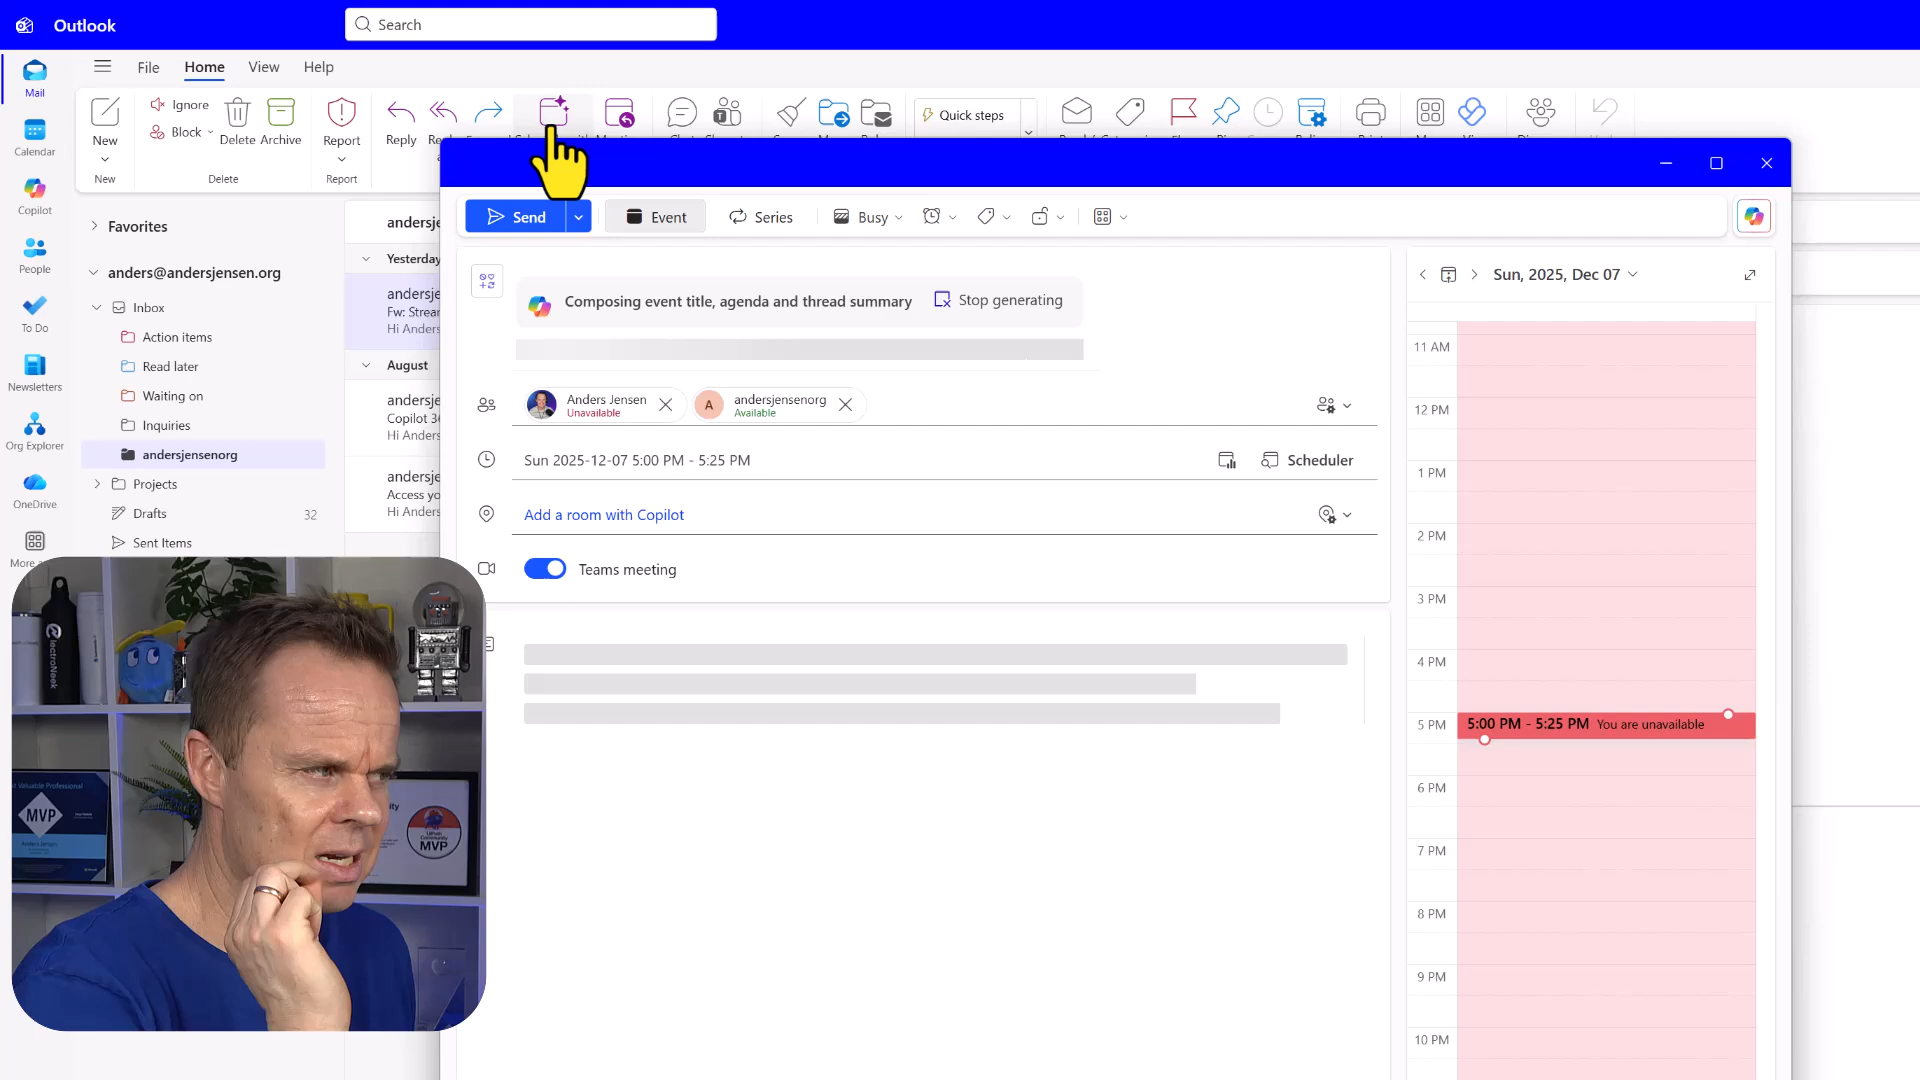 Outlook
Search
File
Home
View
Help
Mail
Calendar
Copilot
People
To Do
Newsletters
Org Explorer
OneDrive
New
New
Ignore
Block
Delete
Archive
Delete
Report
Report
Reply
Quick steps
Favorites
anders@andersjensen.org
Inbox
Action items
Read later
Waiting on
Inquiries
andersjensenorg
Projects
Drafts
32
Sent Items
Yesterday
Hi Anders
August
Hi Anders
Hi Anders
Send
Event
Series
Busy
Composing event title, agenda and thread summary
Stop generating
Anders Jensen
Unavailable
A
andersjensenorg
Available
Sun 2025-12-07 5:00 PM - 5:25 PM
Scheduler
Add a room with Copilot
Teams meeting
Sun, 2025, Dec 07
11 AM
12 PM
1 PM
2 PM
3 PM
4 PM
5 PM
5:00 PM - 5:25 PM You are unavailable
6 PM
7 PM
8 PM
9 PM
10 PM
MVP
MVP